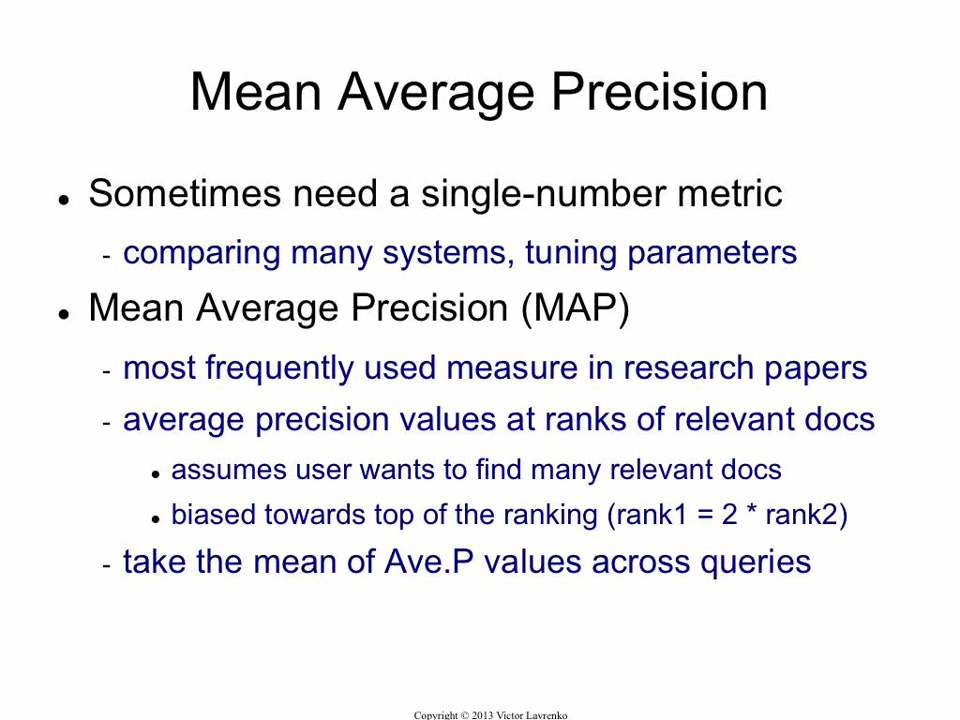 Mean Average Precision
● Sometimes need a single-number metric
- comparing many systems, tuning parameters
● Mean Average Precision (MAP)
- most frequently used measure in research papers
- average precision values at ranks of relevant docs
● assumes user wants to find many relevant docs
● biased towards top of the ranking (rank1 = 2 * rank2)
- take the mean of Ave.P values across queries
Copyright © 2013 Victor Lavrenko